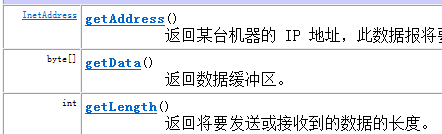 InetAddress getAddress()
返回某台机器的 IP 地址，此数据报将
byte[] getData()
返回数据缓冲区。
int getLength()
返回将要发送或接收到的数据的长度。